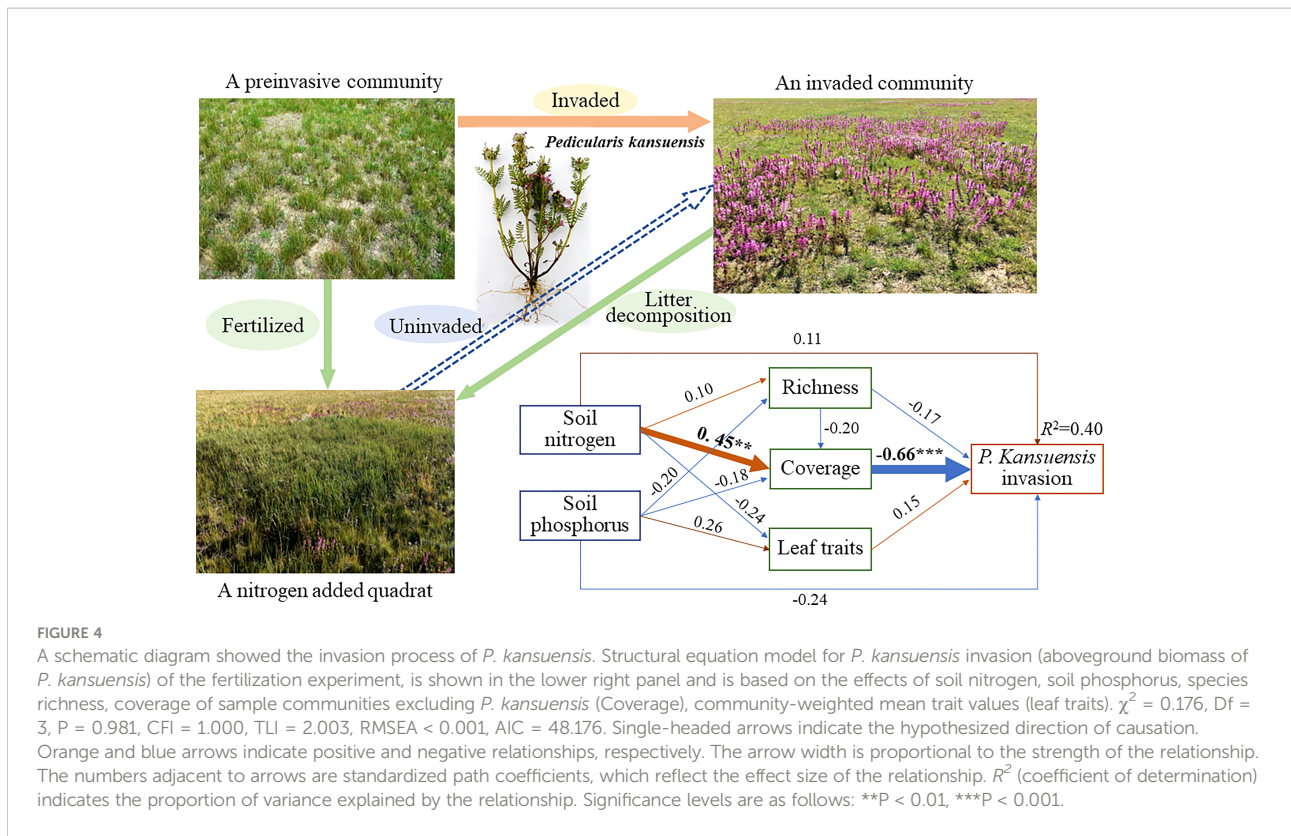 A preinvasive community
An invaded community
Invaded
Pedicularis kansuensis
Fertilized
Uninvaded
Litter
decomposition
A nitrogen added quadrat
0.11
Soil
nitrogen
0.10
Richness
-0.17
-0.20
R²=0.40
0.45**
Coverage
-0.66***
P. Kansuensis
invasion
-0.20
-0.18
-0.24
Soil
phosphorus
0.26
Leaf traits
0.15
-0.24
FIGURE 4
A schematic diagram showed the invasion process of P. kansuensis. Structural equation model for P. kansuensis invasion (aboveground biomass of
P. kansuensis) of the fertilization experiment, is shown in the lower right panel and is based on the effects of soil nitrogen, soil phosphorus, species
richness, coverage of sample communities excluding P. kansuensis (Coverage), community-weighted mean trait values (leaf traits). χ² = 0.176, Df =
3, P = 0.981, CFI = 1.000, TLI = 2.003, RMSEA < 0.001, AIC = 48.176. Single-headed arrows indicate the hypothesized direction of causation.
Orange and blue arrows indicate positive and negative relationships, respectively. The arrow width is proportional to the strength of the relationship.
The numbers adjacent to arrows are standardized path coefficients, which reflect the effect size of the relationship. R² (coefficient of determination)
indicates the proportion of variance explained by the relationship. Significance levels are as follows: **P < 0.01, ***P < 0.001.